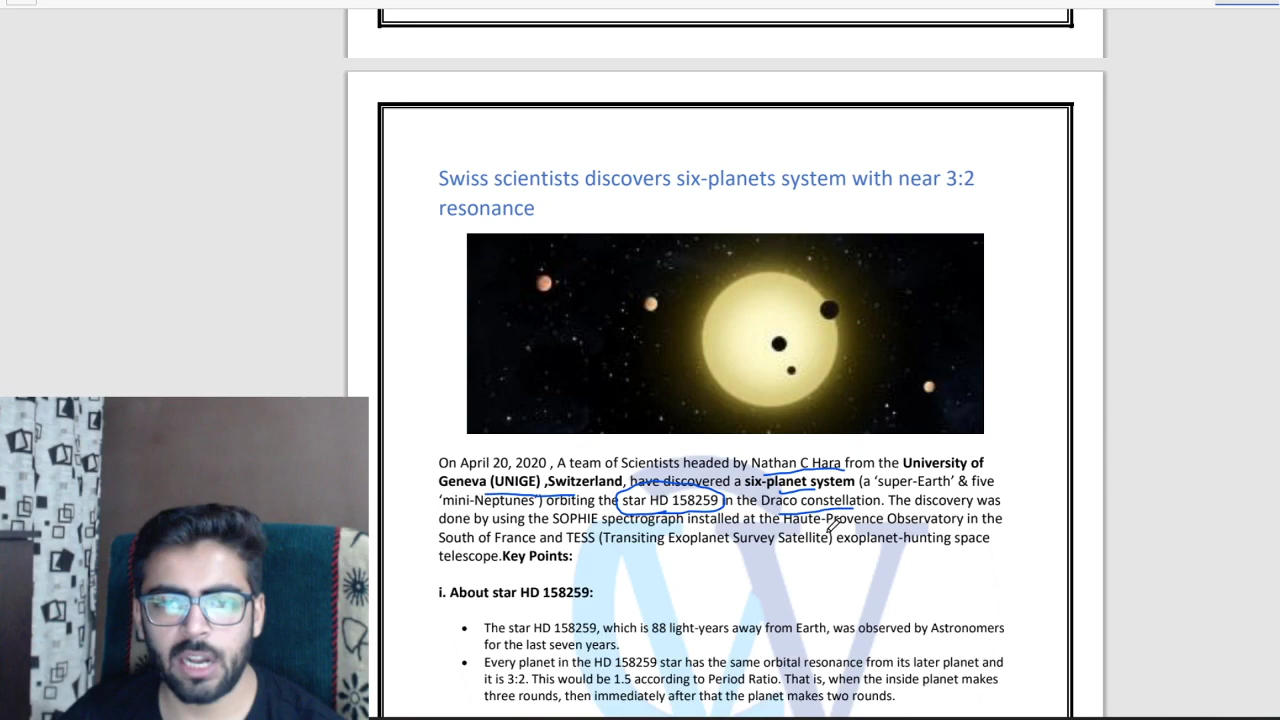 Swiss scientists discovers six-planets system with near 3:2
resonance
On April 20, 2020 , A team of Scientists headed by Nathan C Hara from the University of
Geneva (UNIGE) ,Switzerland, have discovered a six-planet system (a ‘super-Earth’ & five
‘mini-Neptunes’) orbiting the star HD 158259 in the Draco constellation. The discovery was
done by using the SOPHIE spectrograph installed at the Haute-Provence Observatory in the
South of France and TESS (Transiting Exoplanet Survey Satellite) exoplanet-hunting space
telescope.Key Points:
i. About star HD 158259:
• The star HD 158259, which is 88 light-years away from Earth, was observed by Astronomers
for the last seven years.
• Every planet in the HD 158259 star has the same orbital resonance from its later planet and
it is 3:2. This would be 1.5 according to Period Ratio. That is, when the inside planet makes
three rounds, then immediately after that the planet makes two rounds.